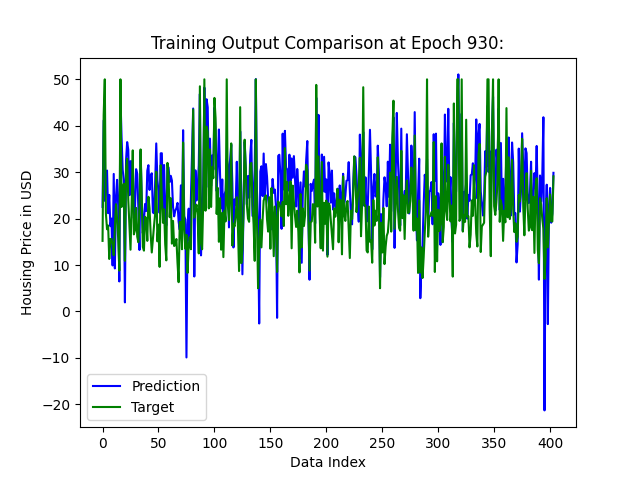 Training Output Comparison at Epoch 930:
Housing Price in USD
50
40
30
20
10
0
−10
−20
Prediction
Target
0 50 100 150 200 250 300 350 400
Data Index